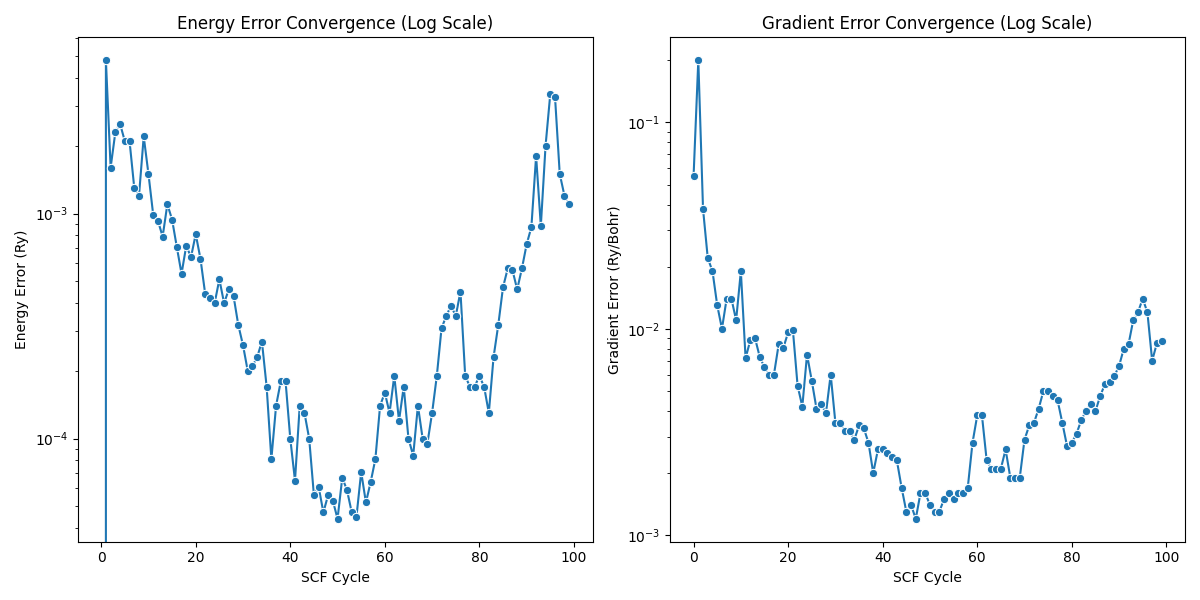 Energy Error Convergence (Log Scale)
Energy Error (Ry)
10⁻³
10⁻⁴
0 20 40 60 80 100
SCF Cycle
Gradient Error Convergence (Log Scale)
Gradient Error (Ry/Bohr)
10⁻¹
10⁻²
10⁻³
0 20 40 60 80 100
SCF Cycle